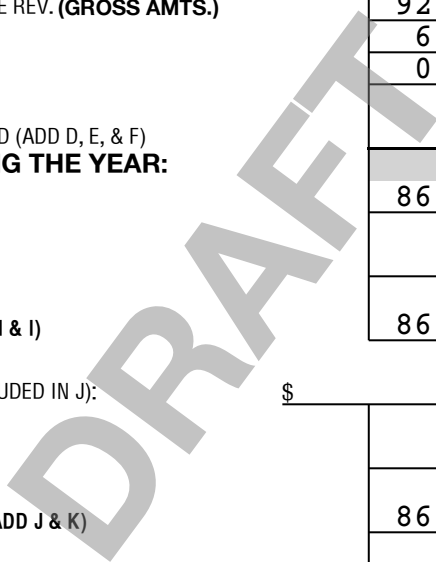 E REV. (GROSS AMTS.) 92
6
0
D (ADD D, E, & F)
G THE YEAR:
86
& I) 86
UDED IN J): $
ADD J & K) 86
DRAFT